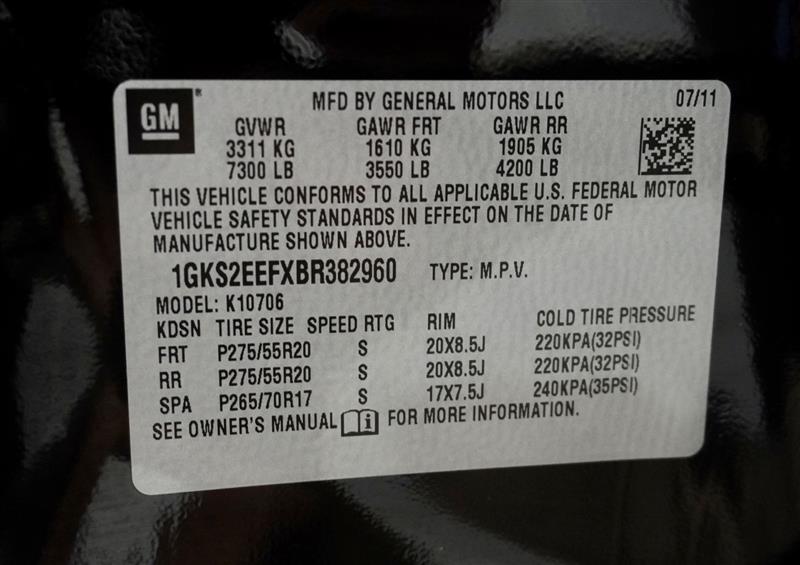 GM® MFD BY GENERAL MOTORS LLC 07/11
GVWR GAWR FRT GAWR RR
3311 KG 1610 KG 1905 KG
7300 LB 3550 LB 4200 LB
THIS VEHICLE CONFORMS TO ALL APPLICABLE U.S. FEDERAL MOTOR
VEHICLE SAFETY STANDARDS IN EFFECT ON THE DATE OF
MANUFACTURE SHOWN ABOVE.
1GKS2EEFXBR382960 TYPE: M.P.V.
MODEL: K10706
KDSN TIRE SIZE SPEED RTG RIM COLD TIRE PRESSURE
FRT P275/55R20 S 20X8.5J 220KPA(32PSI)
RR P275/55R20 S 20X8.5J 220KPA(32PSI)
SPA P265/70R17 S 17X7.5J 240KPA(35PSI)
SEE OWNER'S MANUAL i FOR MORE INFORMATION.